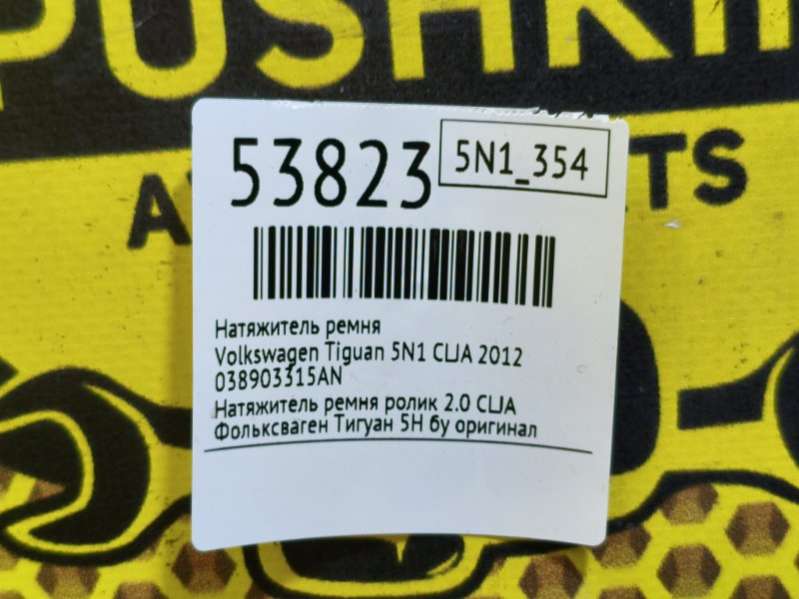 PUSHKIN
53823
5N1_354
Натяжитель ремня
Volkswagen Tiguan 5N1 CLJA 2012
038903315AN
Натяжитель ремня ролик 2.0 CLJA
Фольксваген Тигуан 5Н бу оригинал